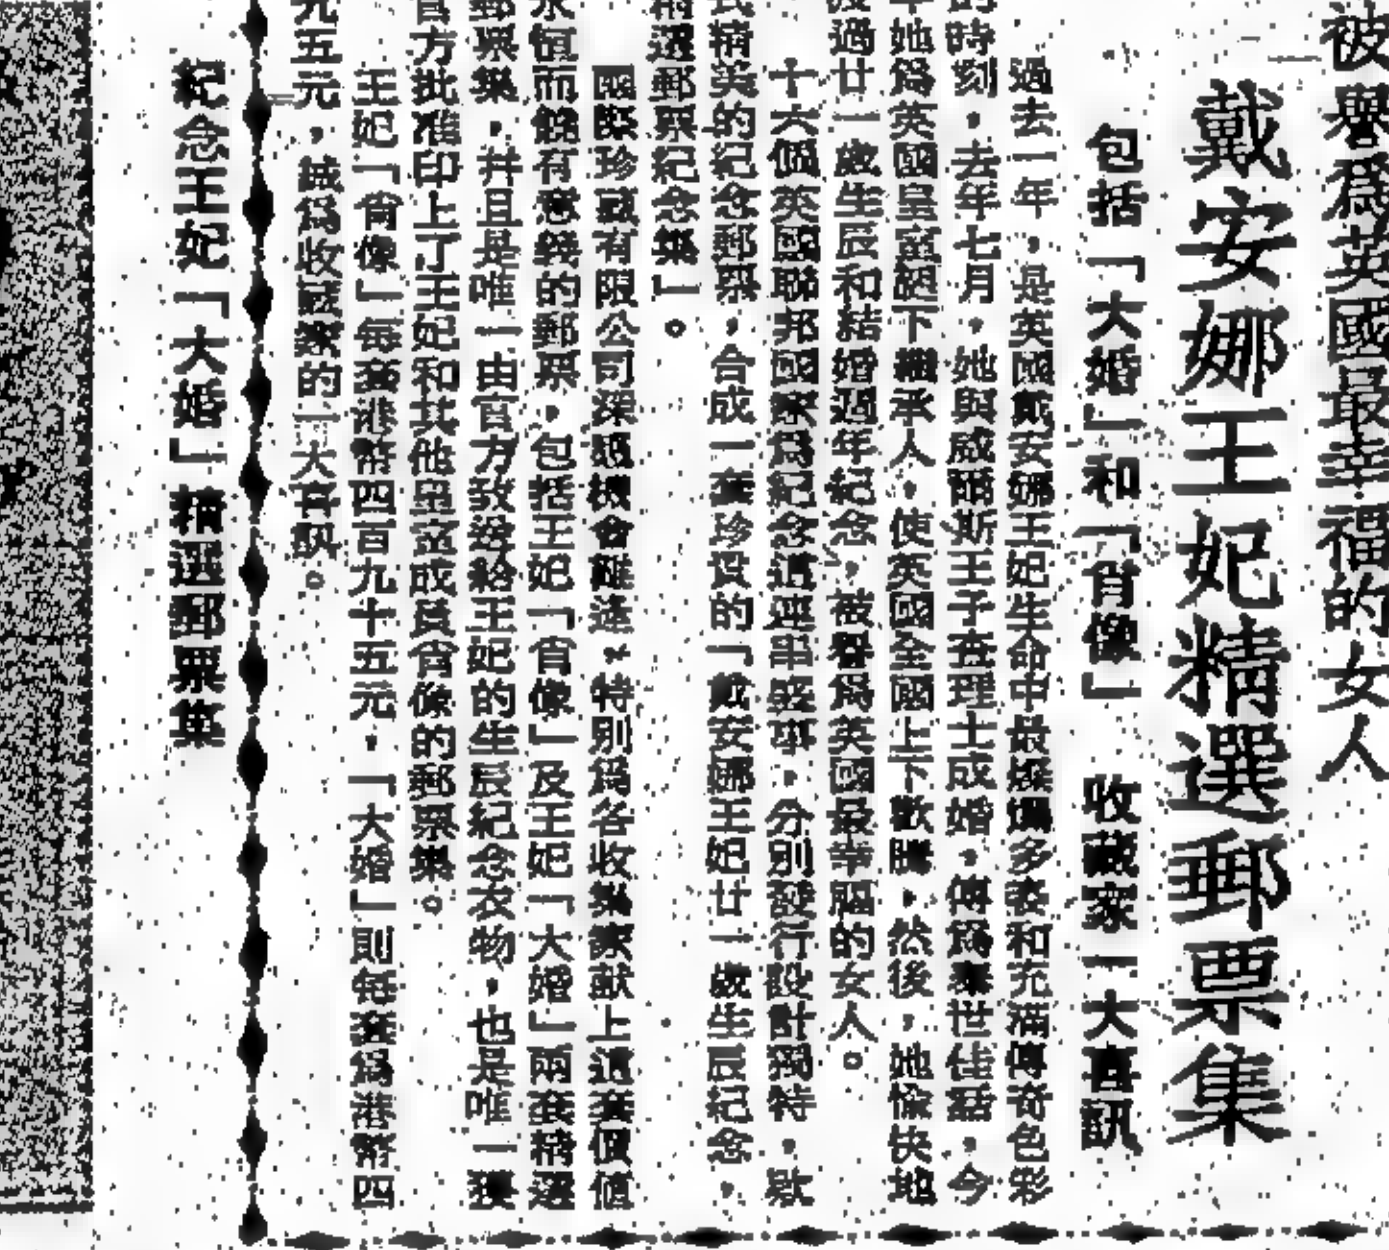 被譽爲英國最幸福的女人
戴安娜王妃精選郵票集
包括「大婚」和「肖像」 收藏家一大喜訊
過去一年，是英國戴安娜王妃生命中最燦爛多姿和充滿傳奇色彩
的時刻，去年七月，她與威爾斯王子查理士成婚，傳爲舉世佳話，今
年她爲英國皇室誕下繼承人，使英國全國上下歡騰，然後，她愉快地
渡過廿一歲生辰和結婚週年紀念，被譽爲英國最幸福的女人。
十六個英國聯邦國家爲紀念這連串盛事，分別發行設計獨特，
精美的紀念郵票，合成一套珍貴的「戴安娜王妃廿一歲生辰紀念，
精選郵票紀念集」。
國際珍藏有限公司深感機會難逢，特別爲各收集家献上這套價值
永恒而饒有意義的郵票，包括王妃「肖像」及王妃「大婚」兩套精選
郵票集，并且是唯一由官方致送給王妃的生辰紀念衣物，也是唯一獲
官方批准印上了王妃和其他皇室成員肖像的郵票集。
王妃「肖像」每套港幣四百九十五元，「大婚」則每套爲港幣四
元五元，誠爲收藏家的一大喜訊。
紀念王妃「大婚」精選郵票集